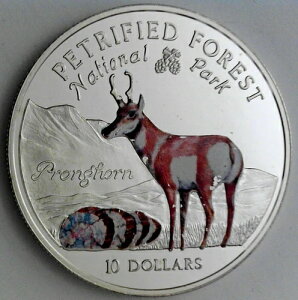 PETRIFIED FOREST
National Park
Pronghorn
10 DOLLARS